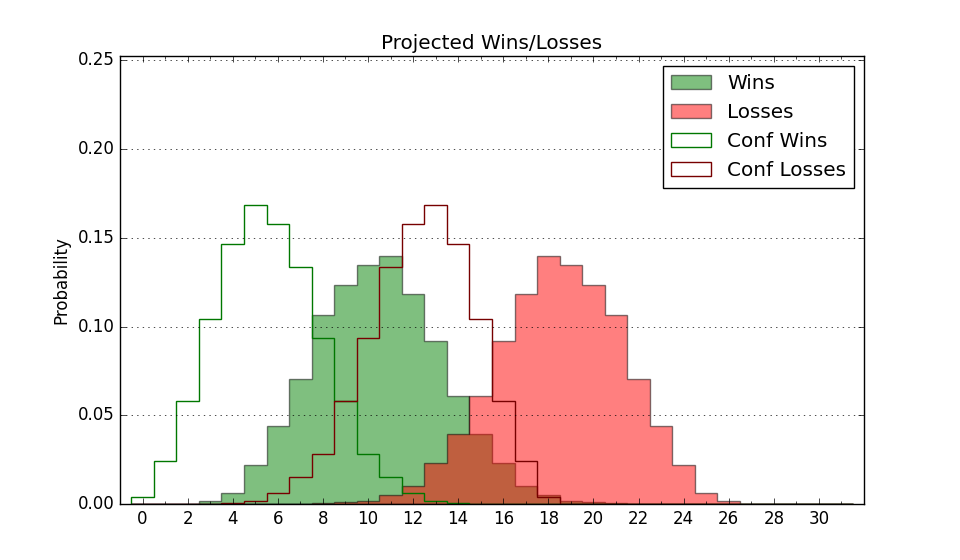 Projected Wins/Losses
0.25
0.20
0.15
0.10
0.05
0.00
Probability
Wins
Losses
Conf Wins
Conf Losses
0 2 4 6 8 10 12 14 16 18 20 22 24 26 28 30